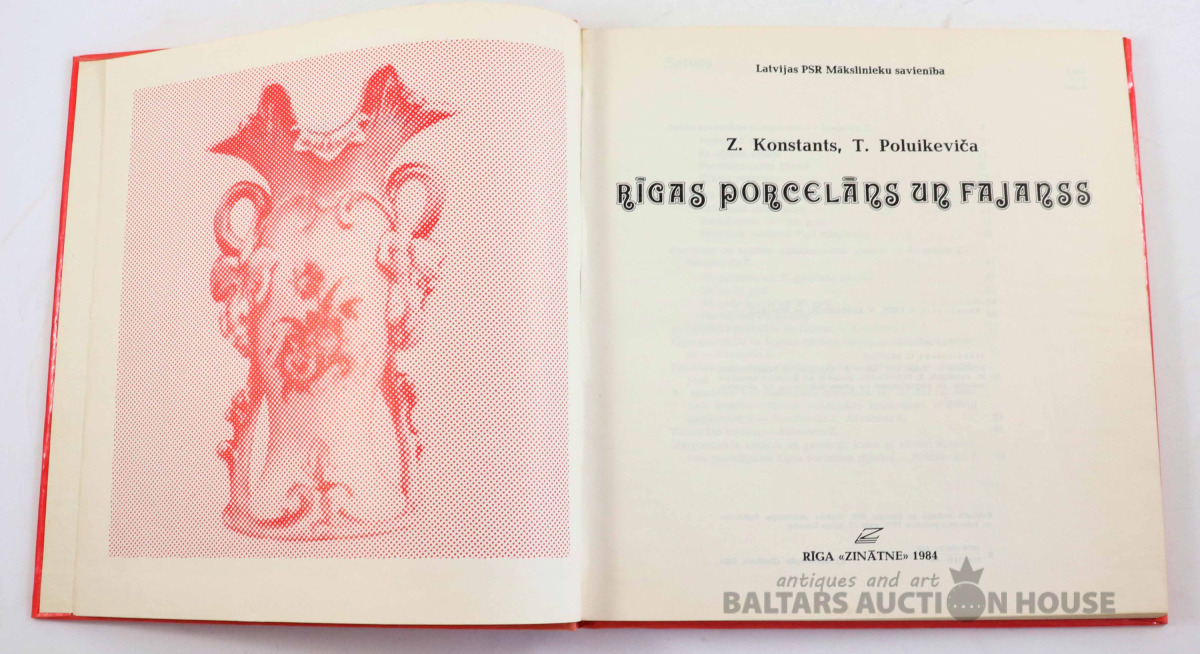 Latvijas PSR Mākslinieku savienība
Z. Konstants, T. Poluikeviča
RĪGAS PORCELĀNS UN FAJANSS
RĪGA «ZINĀTNE» 1984
antiques and art
BALTARS AUCTION HOUSE